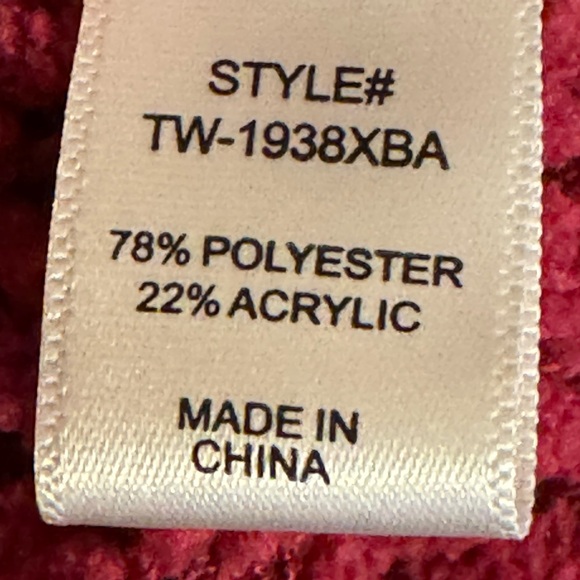 STYLE#
TW-1938XBA
78% POLYESTER
22% ACRYLIC
MADE IN
CHINA